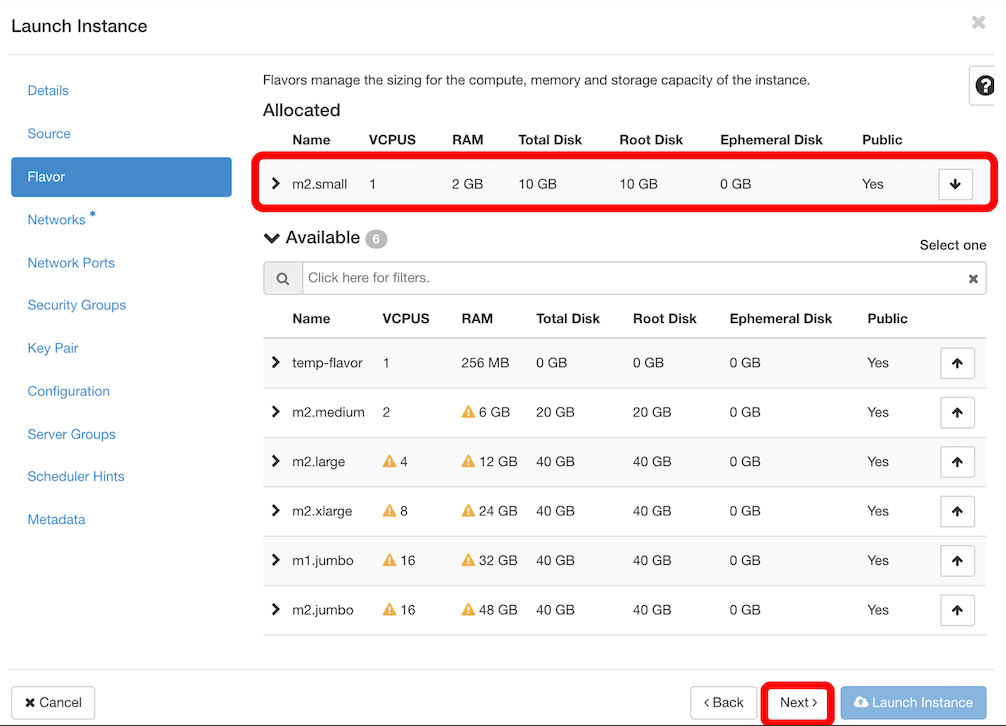 Launch Instance
Details
Source
Flavor
Networks *
Network Ports
Security Groups
Key Pair
Configuration
Server Groups
Scheduler Hints
Metadata
Flavors manage the sizing for the compute, memory and storage capacity of the instance.
Allocated
Name VCPUS RAM Total Disk Root Disk Ephemeral Disk Public
m2.small 1 2 GB 10 GB 10 GB 0 GB Yes
Available 6
Select one
Click here for filters.
Name VCPUS RAM Total Disk Root Disk Ephemeral Disk Public
temp-flavor 1 256 MB 0 GB 0 GB 0 GB Yes
m2.medium 2 6 GB 20 GB 20 GB 0 GB Yes
m2.large 4 12 GB 40 GB 40 GB 0 GB Yes
m2.xlarge 8 24 GB 40 GB 40 GB 0 GB Yes
m1.jumbo 16 32 GB 40 GB 40 GB 0 GB Yes
m2.jumbo 16 48 GB 40 GB 40 GB 0 GB Yes
Cancel
Back
Next
Launch Instance